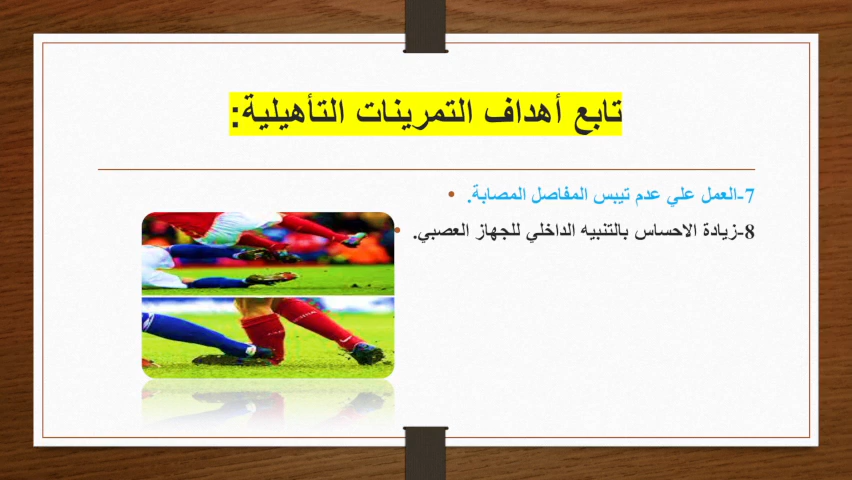 تابع أهداف التمرينات التأهيلية:
7-العمل علي عدم تيبس المفاصل المصابة.
8-زيادة الاحساس بالتنبيه الداخلي للجهاز العصبي.